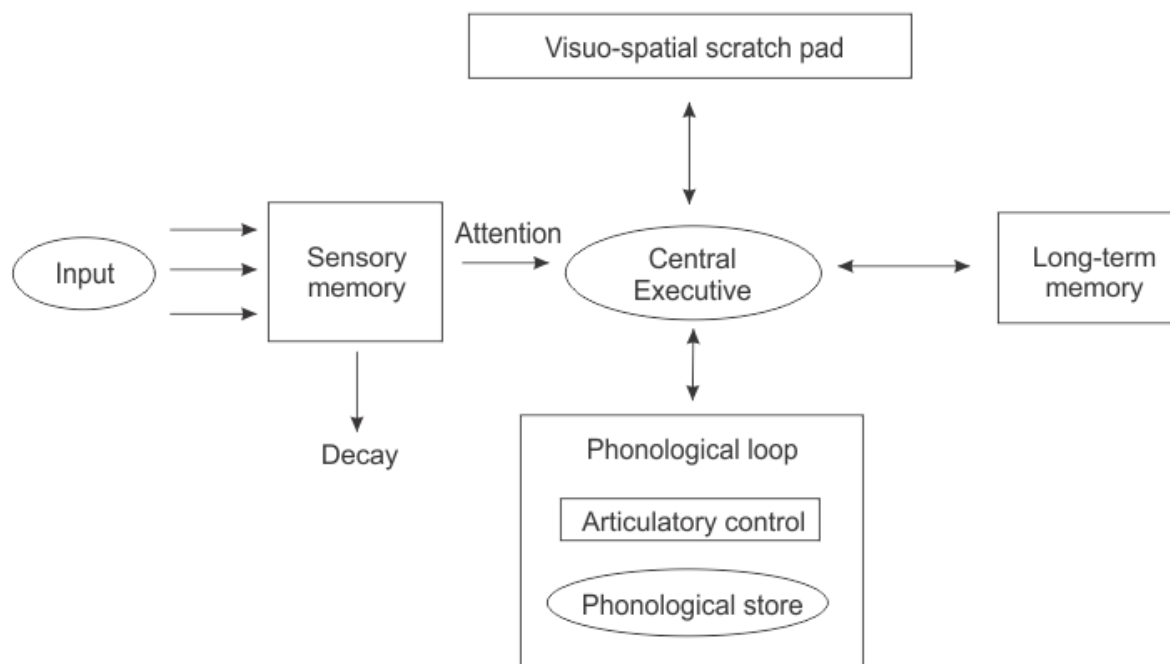 Visuo-spatial scratch pad
Input
Sensory
memory
Attention
Central
Executive
Long-term
memory
Decay
Phonological loop
Articulatory control
Phonological store